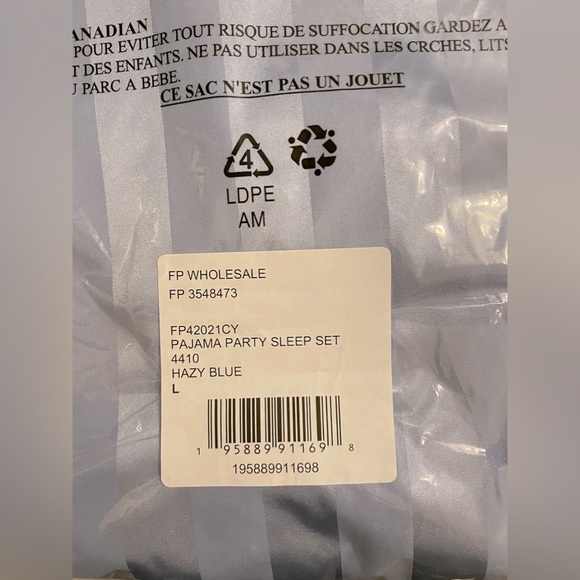 ANADIAN
POUR EVITER TOUT RISQUE DE SUFFOCATION GARDEZ A
T DES ENFANTS. NE PAS UTILISER DANS LES CRCHES, LITS
PARC A BEBE.
CE SAC N'EST PAS UN JOUET
4
LDPE
AM
FP WHOLESALE
FP 3548473
FP42021CY
PAJAMA PARTY SLEEP SET
4410
HAZY BLUE
L
1 95889 91169 8
195889911698